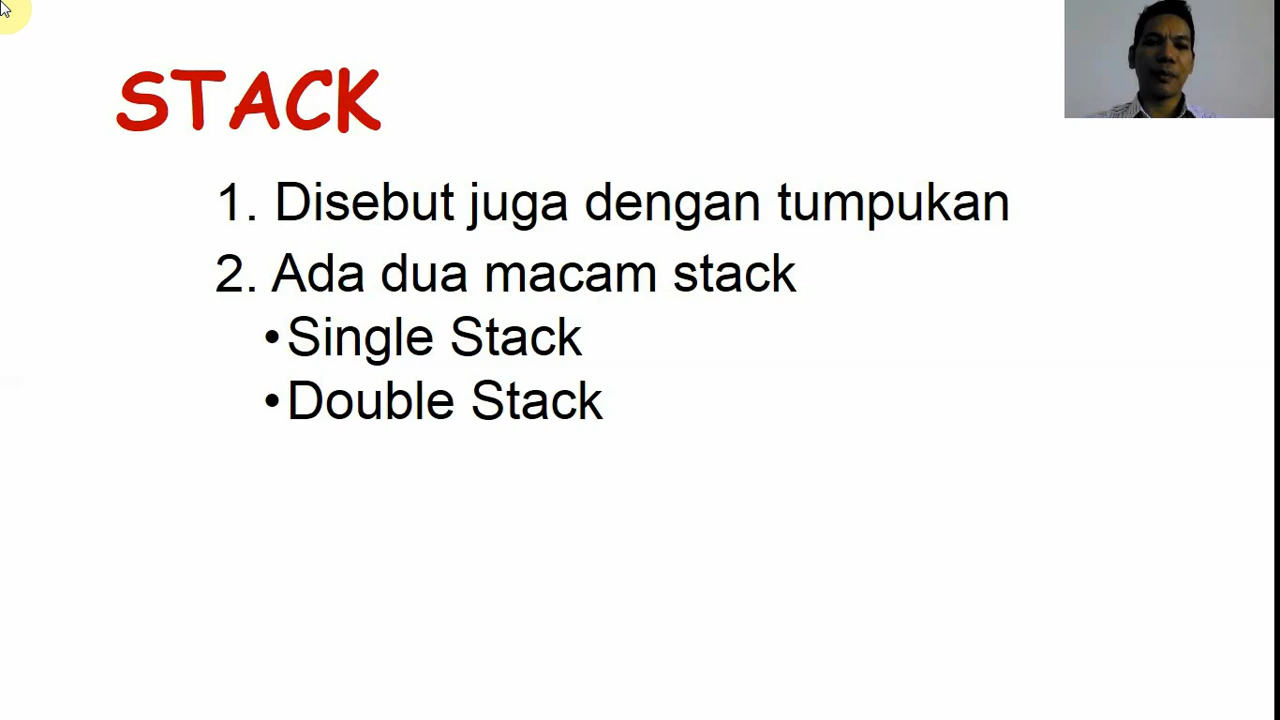 STACK
1. Disebut juga dengan tumpukan
2. Ada dua macam stack
•Single Stack
•Double Stack